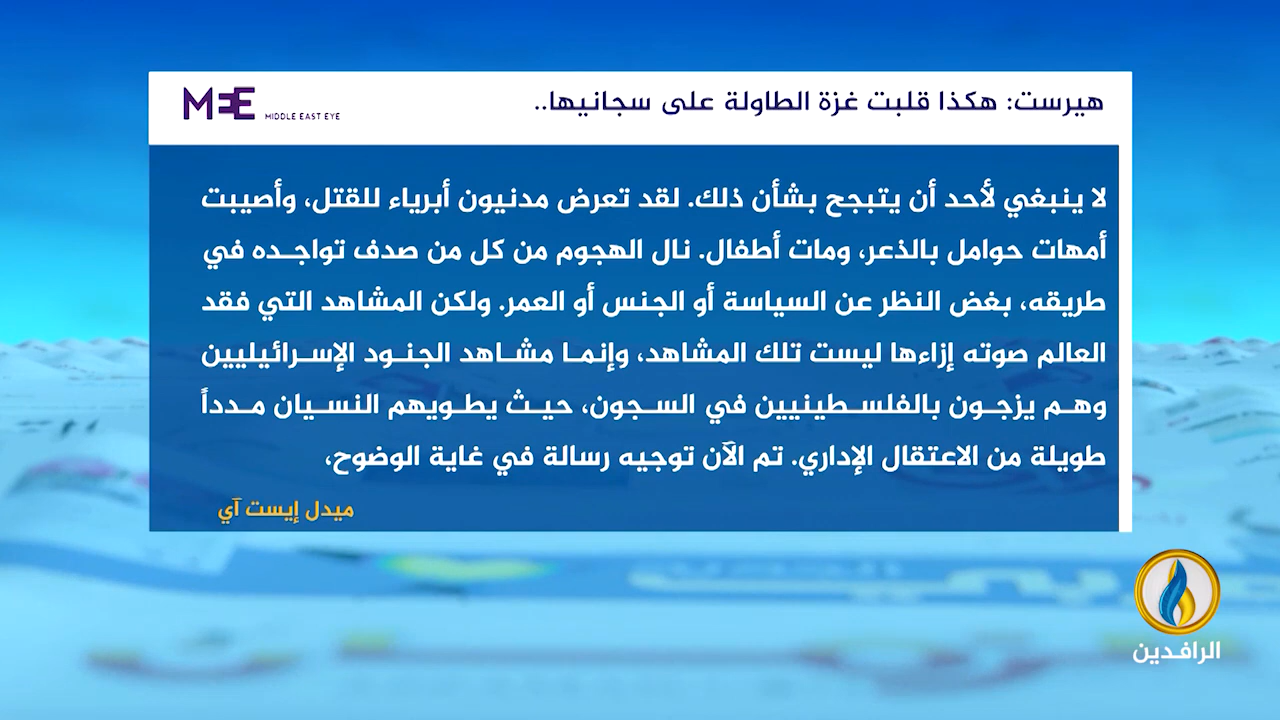 هيرست: هكذا قلبت غزة الطاولة على سجانيها..
MEE MIDDLE EAST EYE
لا ينبغي لأحد أن يتبجح بشأن ذلك. لقد تعرض مدنيون أبرياء للقتل، وأصيبت
أمهات حوامل بالذعر، ومات أطفال. نال الهجوم من كل من صدف تواجـده في
طريقه، بغض النظر عن السياسة أو الجنس أو العمر. ولكن المشاهد التي فقد
العالم صوته إزاءها ليست تلك المشاهد، وإنمـا مشـاهد الجنـود الإسـرائيليين
وهـم يزجـون بالفلسـطينيين في السـجون، حيـث يطـويهم النسـيان مـدداً
طويلة من الاعتقال الإداري. تم الآن توجيه رسالة في غاية الوضوح،
ميدل إيست آي
الرافـدين